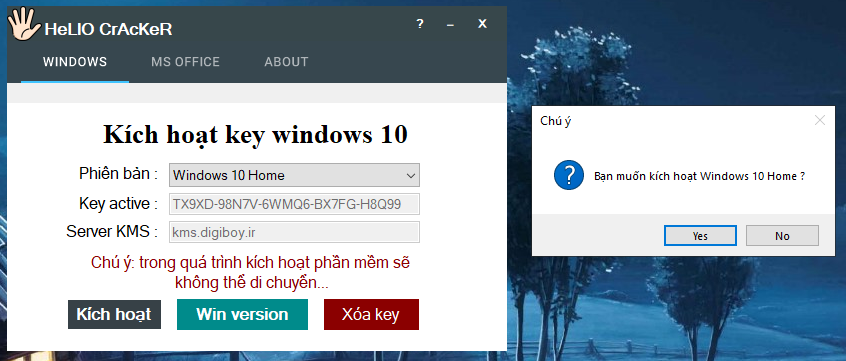 HeLIO CrAcKeR
? – X
WINDOWS MS OFFICE ABOUT
Kích hoạt key windows 10
Phiên bản : Windows 10 Home
Key active : TX9XD-98N7V-6WMQ6-BX7FG-H8Q99
Server KMS : kms.digiboy.ir
Chú ý: trong quá trình kích hoạt phần mềm sẽ
không thể di chuyển...
Kích hoạt Win version Xóa key
Chú ý
Bạn muốn kích hoạt Windows 10 Home ?
Yes No